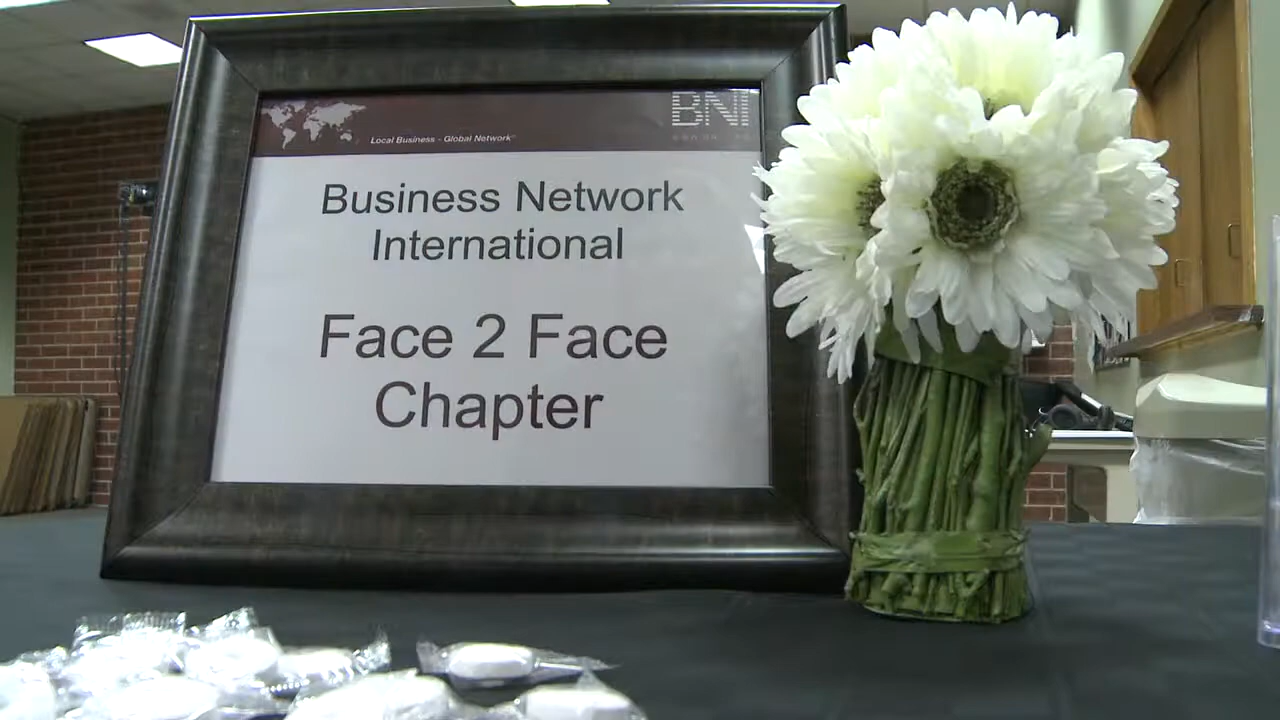 Local Business - Global Network
BNI
Business Network
International
Face 2 Face
Chapter